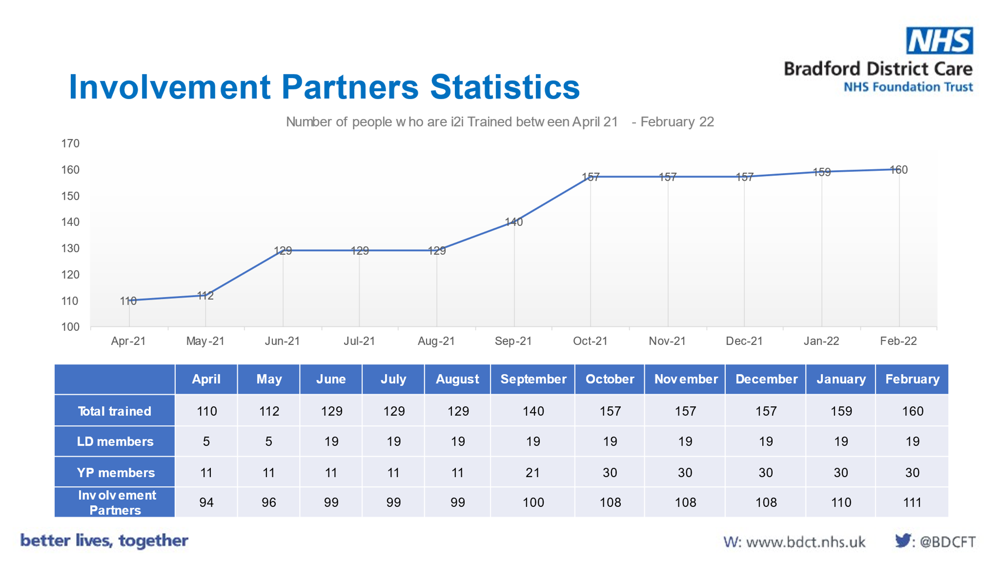 NHS
Bradford District Care
NHS Foundation Trust
Involvement Partners Statistics
Number of people who are i2i Trained between April 21 - February 22
170
160
150
140
130
120
110
100
110
112
129
129
129
140
157
157
157
159
160
Apr-21 May-21 Jun-21 Jul-21 Aug-21 Sep-21 Oct-21 Nov-21 Dec-21 Jan-22 Feb-22
April May June July August September October November December January February
Total trained 110 112 129 129 129 140 157 157 157 159 160
LD members 5 5 19 19 19 19 19 19 19 19 19
YP members 11 11 11 11 11 21 30 30 30 30 30
Involvement
Partners 94 96 99 99 99 100 108 108 108 110 111
better lives, together
W: www.bdct.nhs.uk : @BDCFT